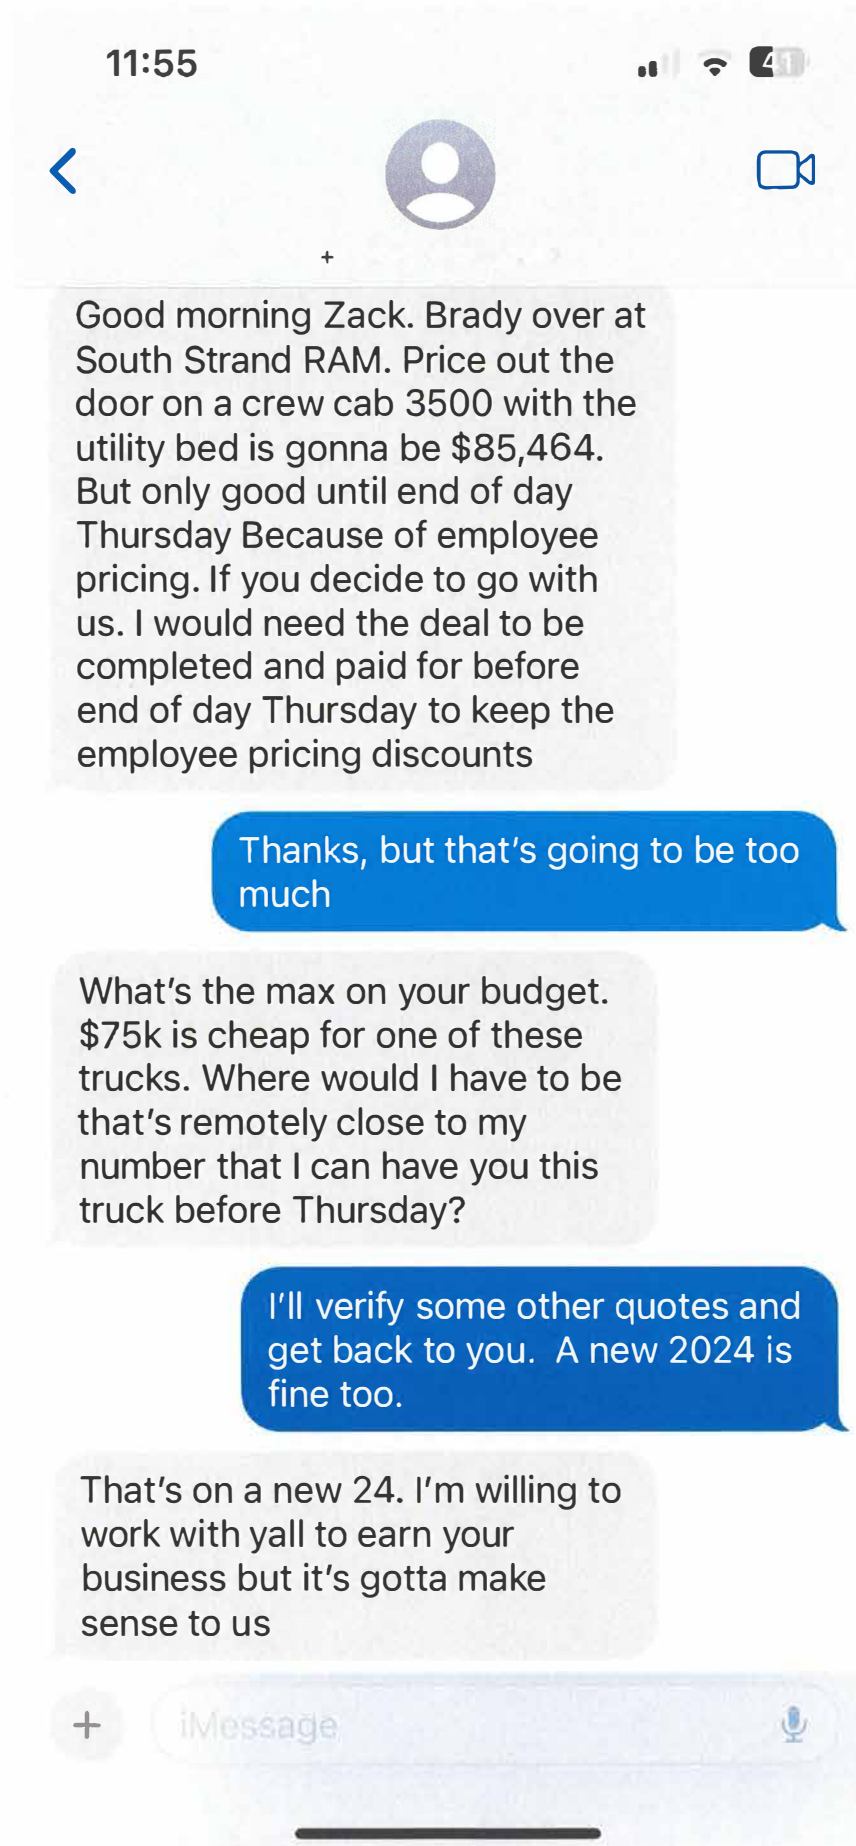 11:55
41
+
Good morning Zack. Brady over at
South Strand RAM. Price out the
door on a crew cab 3500 with the
utility bed is gonna be $85,464.
But only good until end of day
Thursday Because of employee
pricing. If you decide to go with
us. I would need the deal to be
completed and paid for before
end of day Thursday to keep the
employee pricing discounts
Thanks, but that's going to be too
much
What's the max on your budget.
$75k is cheap for one of these
trucks. Where would I have to be
that's remotely close to my
number that I can have you this
truck before Thursday?
I'll verify some other quotes and
get back to you.  A new 2024 is
fine too.
That's on a new 24. I'm willing to
work with yall to earn your
business but it's gotta make
sense to us
+ iMessage